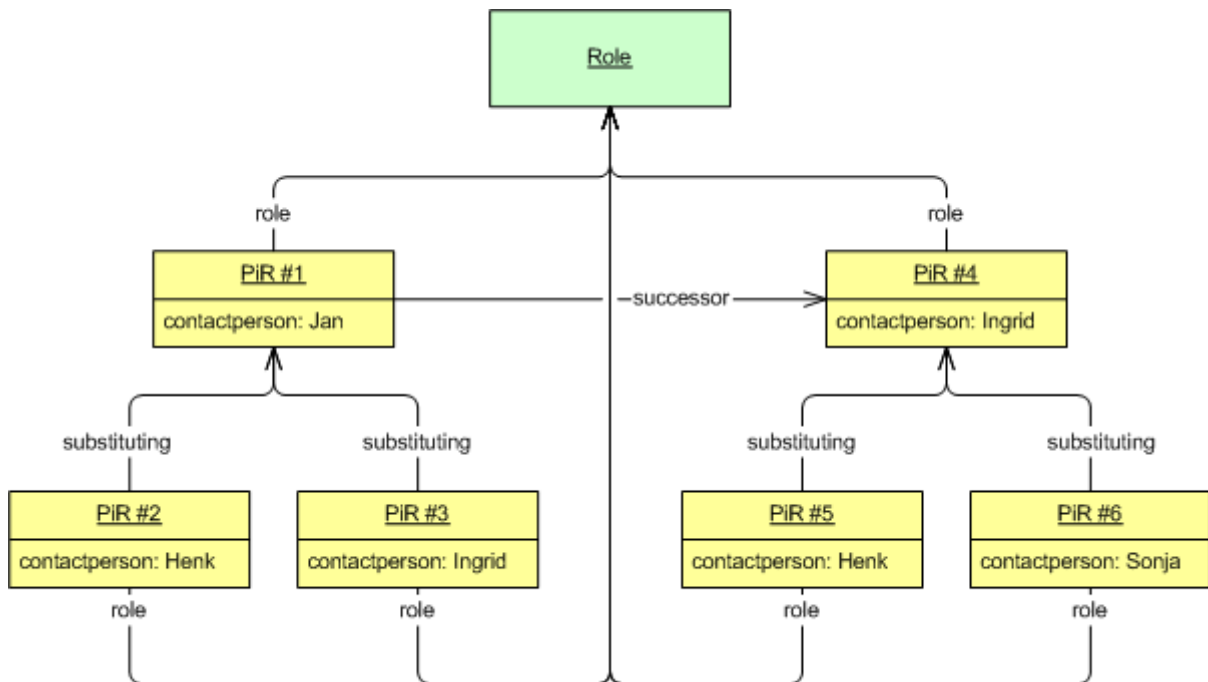 Role
role
role
PiR #1
PiR #4
successor
contactperson: Jan
contactperson: Ingrid
substituting
substituting
substituting
substituting
PiR #2
PiR #3
PiR #5
PiR #6
contactperson: Henk
contactperson: Ingrid
contactperson: Henk
contactperson: Sonja
role
role
role
role